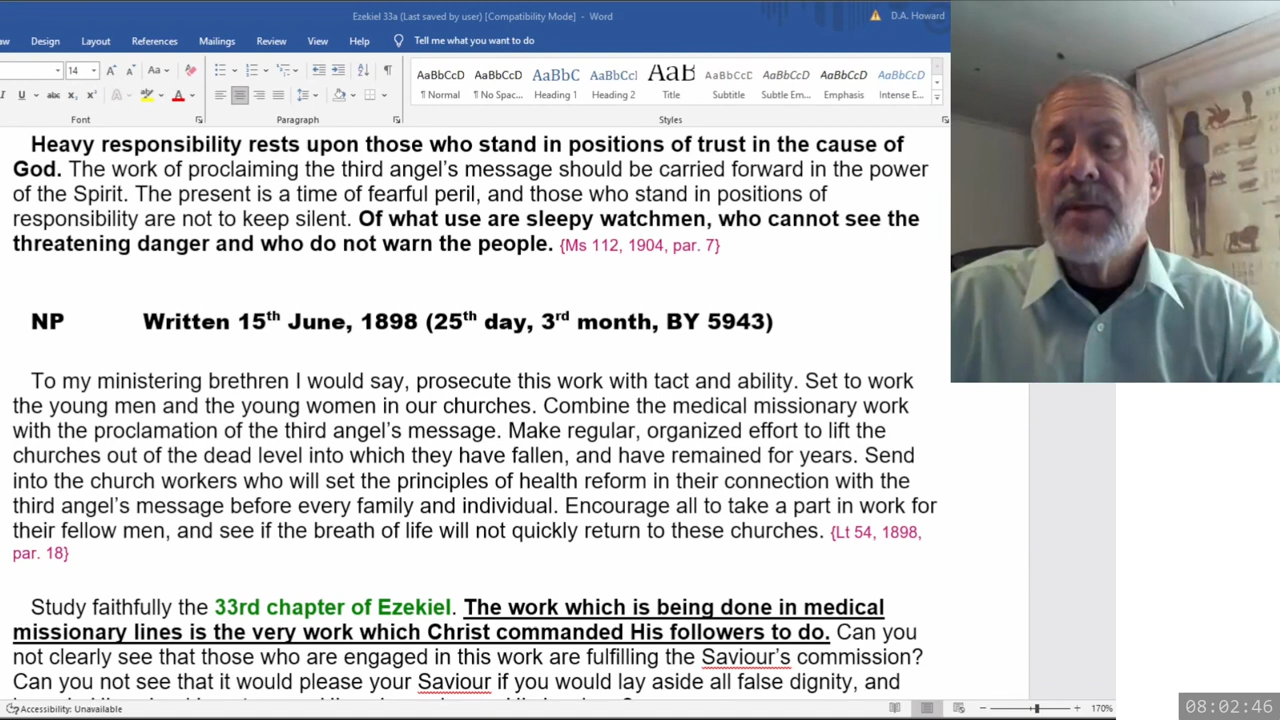 Ezekiel 33a (Last saved by user) [Compatibility Mode] - Word
D.A. Howard
aw Design Layout References Mailings Review View Help Tell me what you want to do
14
AaBbCcD AaBbCcD AaBbC AaBbCcl AaB AaBbCcD AaBbCcD AaBbCcD AaBbCcD
¶ Normal ¶ No Spac... Heading 1 Heading 2 Title Subtitle Subtle Em... Emphasis Intense E...
Font Paragraph Styles
Heavy responsibility rests upon those who stand in positions of trust in the cause of
God. The work of proclaiming the third angel’s message should be carried forward in the power
of the Spirit. The present is a time of fearful peril, and those who stand in positions of
responsibility are not to keep silent. Of what use are sleepy watchmen, who cannot see the
threatening danger and who do not warn the people. {Ms 112, 1904, par. 7}
NP Written 15th June, 1898 (25th day, 3rd month, BY 5943)
To my ministering brethren I would say, prosecute this work with tact and ability. Set to work
the young men and the young women in our churches. Combine the medical missionary work
with the proclamation of the third angel’s message. Make regular, organized effort to lift the
churches out of the dead level into which they have fallen, and have remained for years. Send
into the church workers who will set the principles of health reform in their connection with the
third angel’s message before every family and individual. Encourage all to take a part in work for
their fellow men, and see if the breath of life will not quickly return to these churches. {Lt 54, 1898,
par. 18}
Study faithfully the 33rd chapter of Ezekiel. The work which is being done in medical
missionary lines is the very work which Christ commanded His followers to do. Can you
not clearly see that those who are engaged in this work are fulfilling the Saviour’s commission?
Can you not see that it would please your Saviour if you would lay aside all false dignity, and
Accessibility: Unavailable
170%
08:02:46